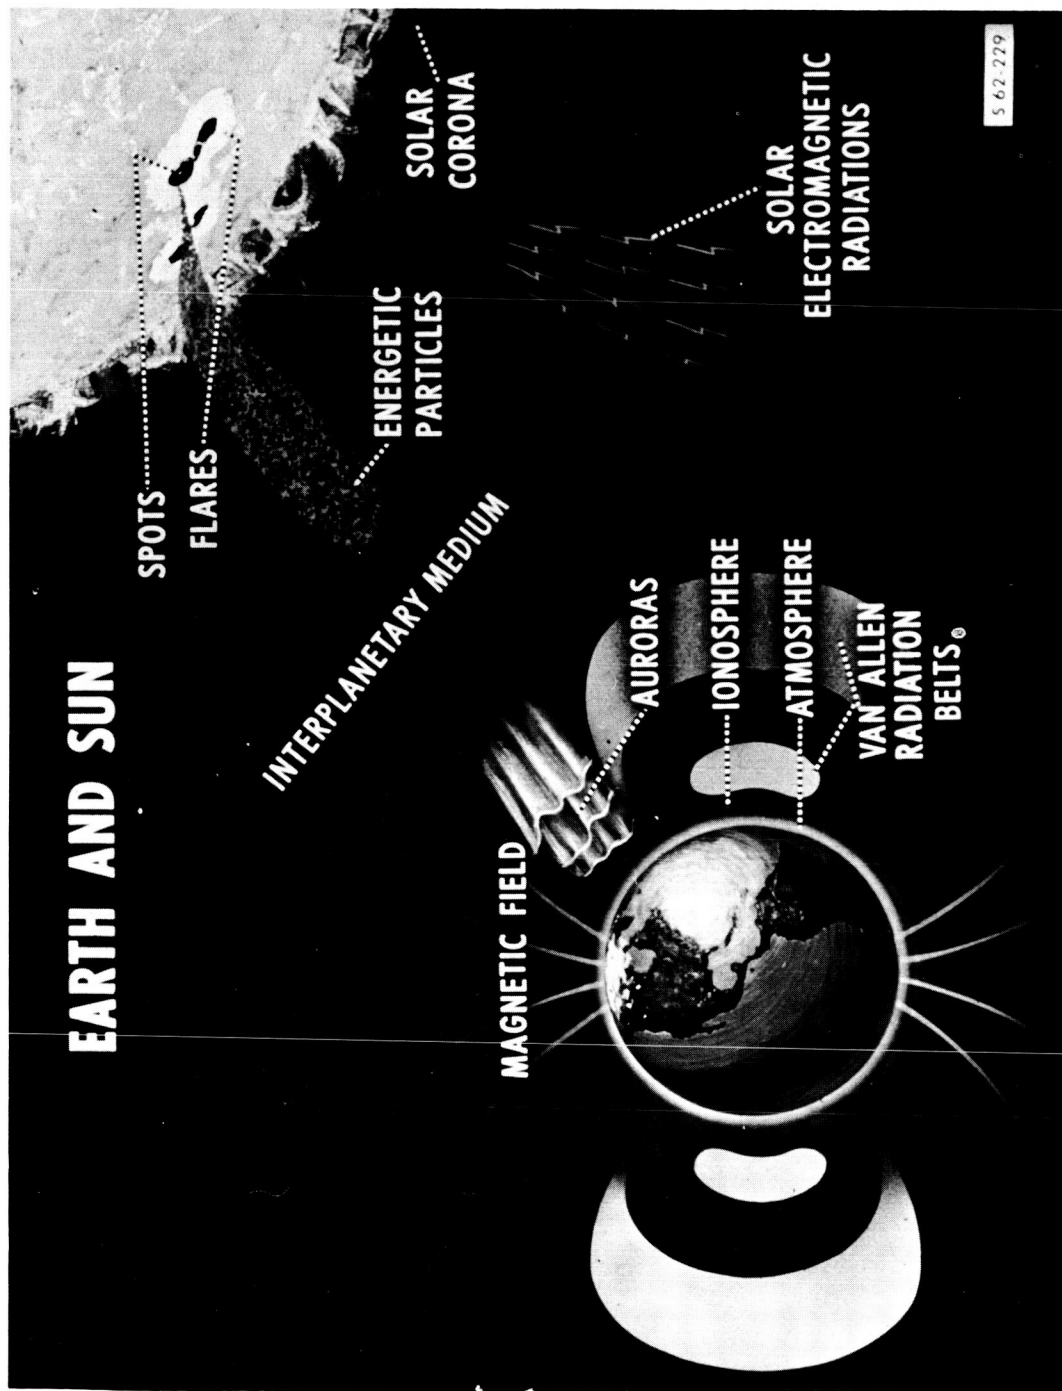 EARTH AND SUN
SPOTS
FLARES
ENERGETIC
PARTICLES
SOLAR
CORONA
INTERPLANETARY MEDIUM
MAGNETIC FIELD
AURORAS
IONOSPHERE
ATMOSPHERE
VAN ALLEN
RADIATION
BELTS
SOLAR
ELECTROMAGNETIC
RADIATIONS
S 62-229